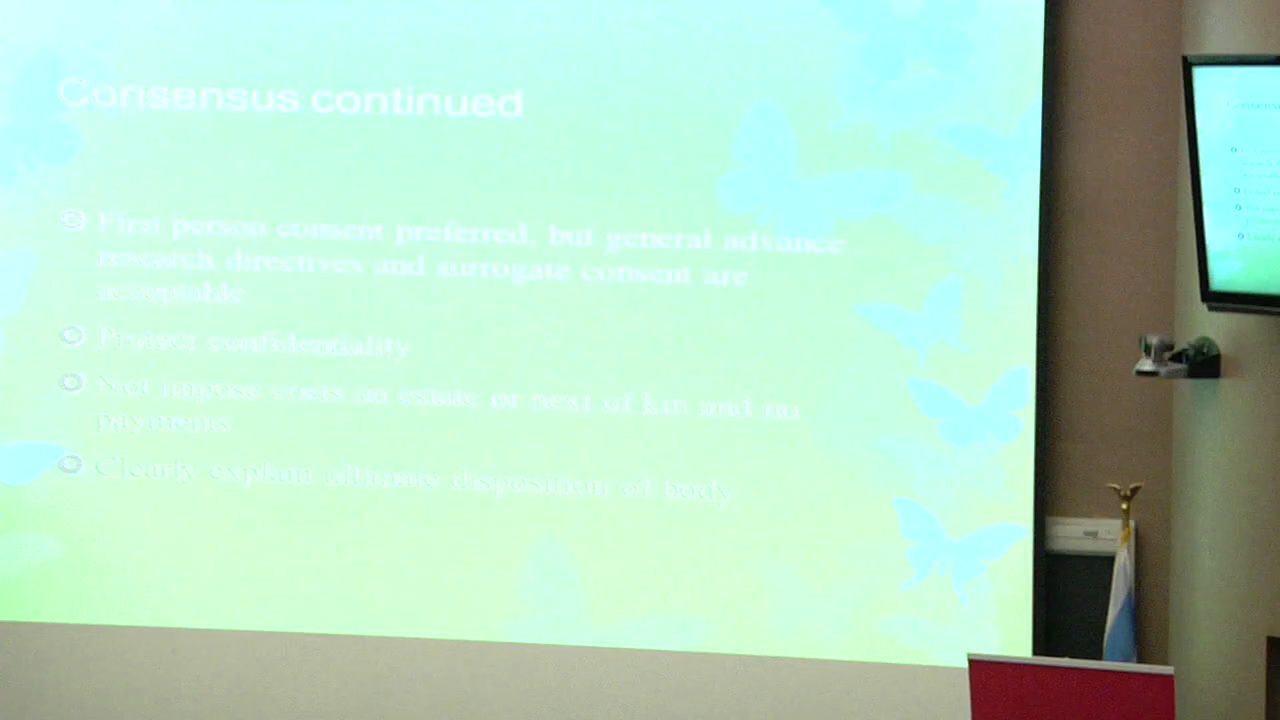 Consensus continued
First person consent preferred, but general advance
research directives and surrogate consent are
acceptable
Protect confidentiality
Not impose costs on estate or next of kin and no
payments
Clearly explain ultimate disposition of body